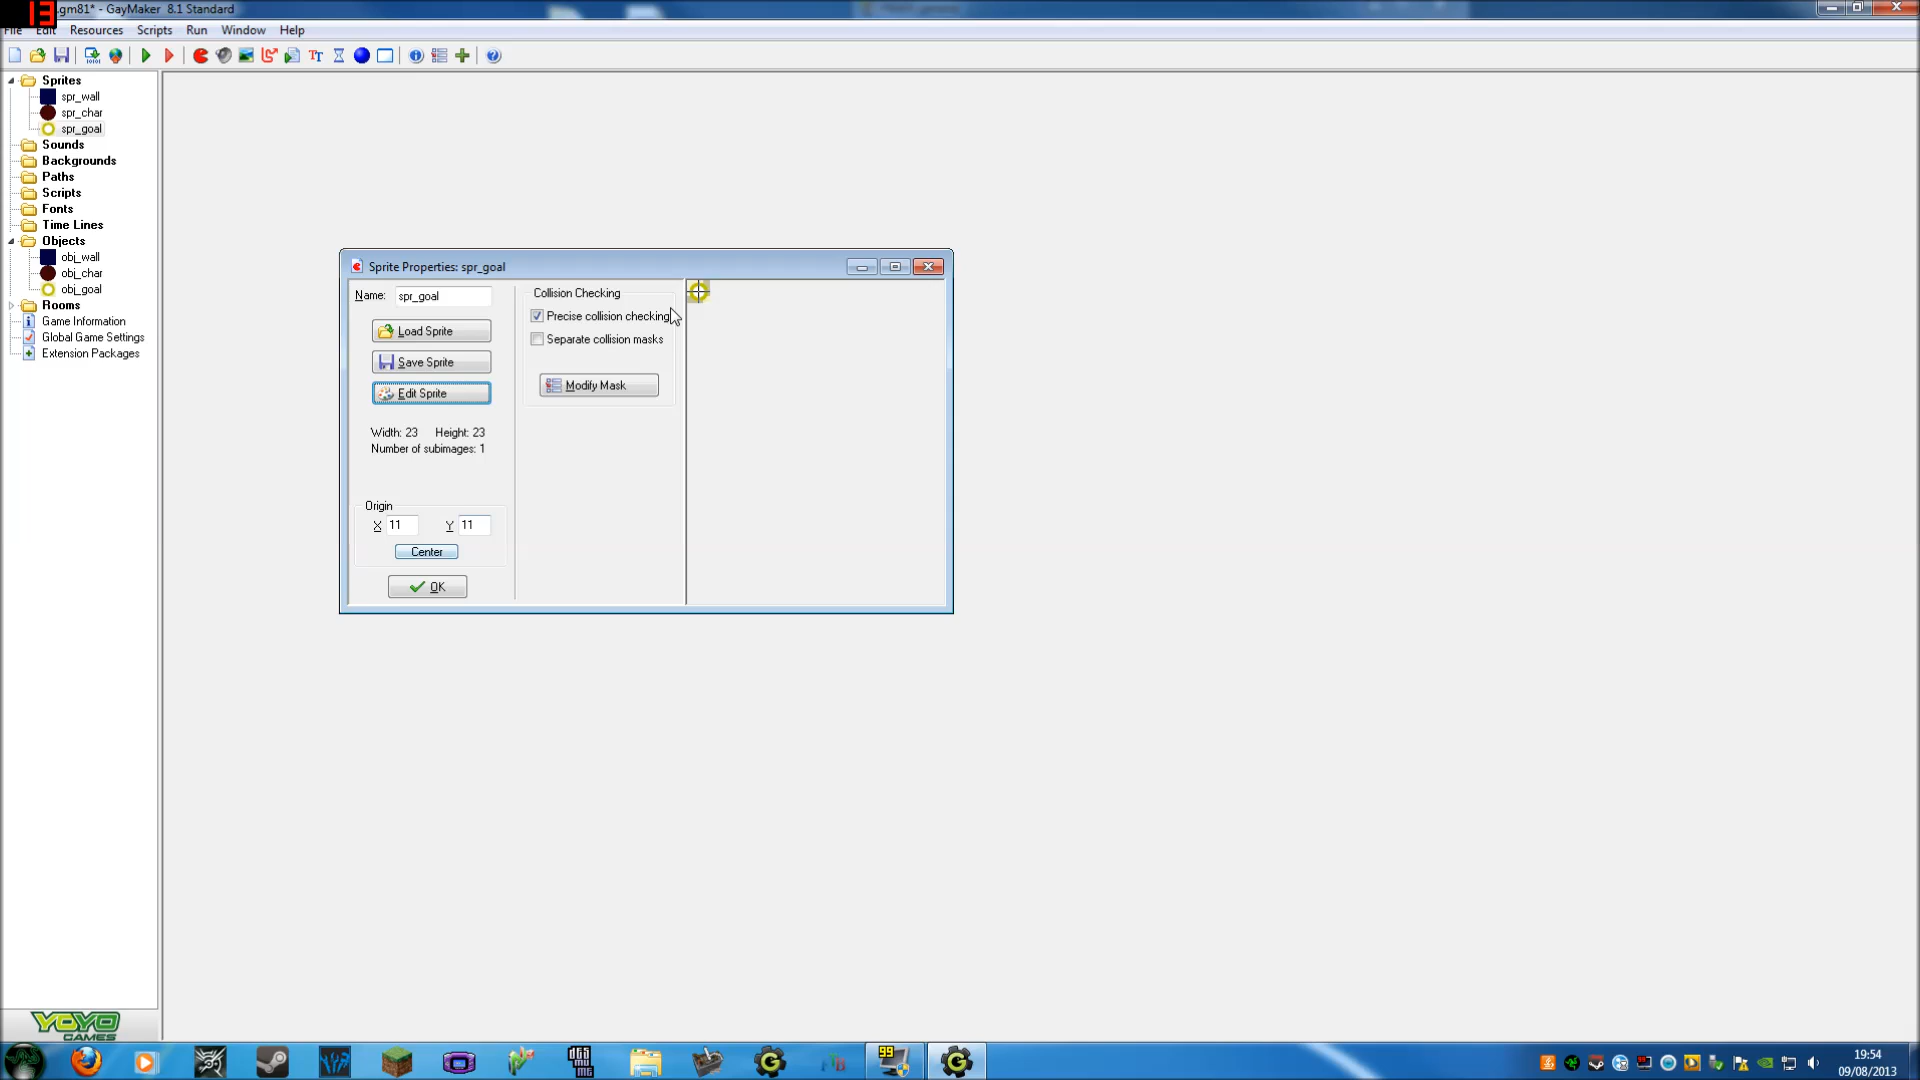 13
.gm81* - GayMaker 8.1 Standard
File Edit Resources Scripts Run Window Help
Sprites
spr_wall
spr_char
spr_goal
Sounds
Backgrounds
Paths
Scripts
Fonts
Time Lines
Objects
obj_wall
obj_char
obj_goal
Rooms
Game Information
Global Game Settings
Extension Packages
Sprite Properties: spr_goal
Name: spr_goal
Load Sprite
Save Sprite
Edit Sprite
Width: 23 Height: 23
Number of subimages: 1
Origin
X 11 Y 11
Center
OK
Collision Checking
Precise collision checking
Separate collision masks
Modify Mask
YOYO
GAMES
99
19:54
09/08/2013